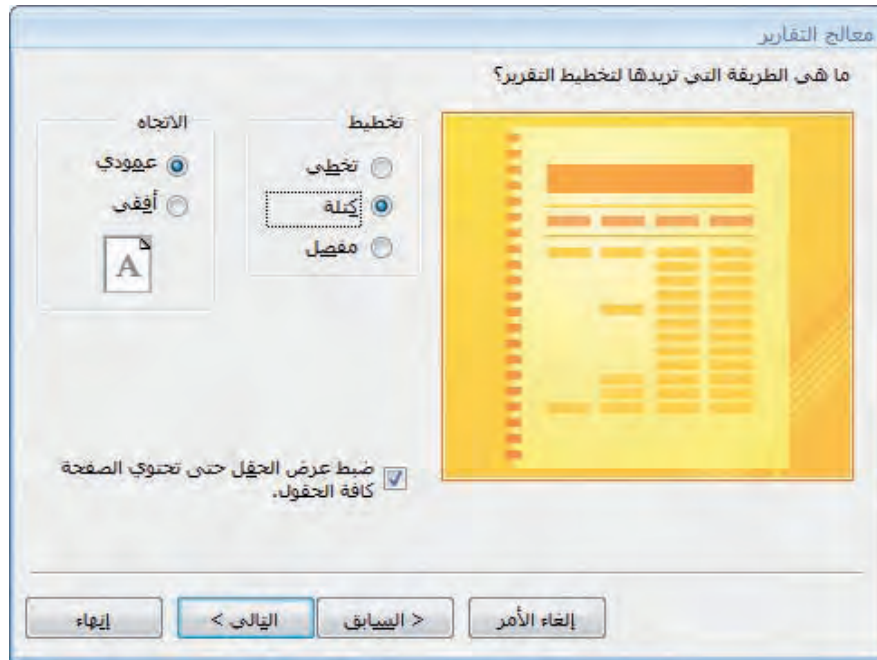 معالج التقارير
ما هي الطريقة التي تريدها لتخطيط التقرير؟
تخطيط
تخطي
كتلة
مفصل
الاتجاه
عمودي
أفقي
A
ضبط عرض الحقل حتى تحتوي الصفحة
كافة الحقول.
إلغاء الأمر
< السابق
التالي >
إنهاء